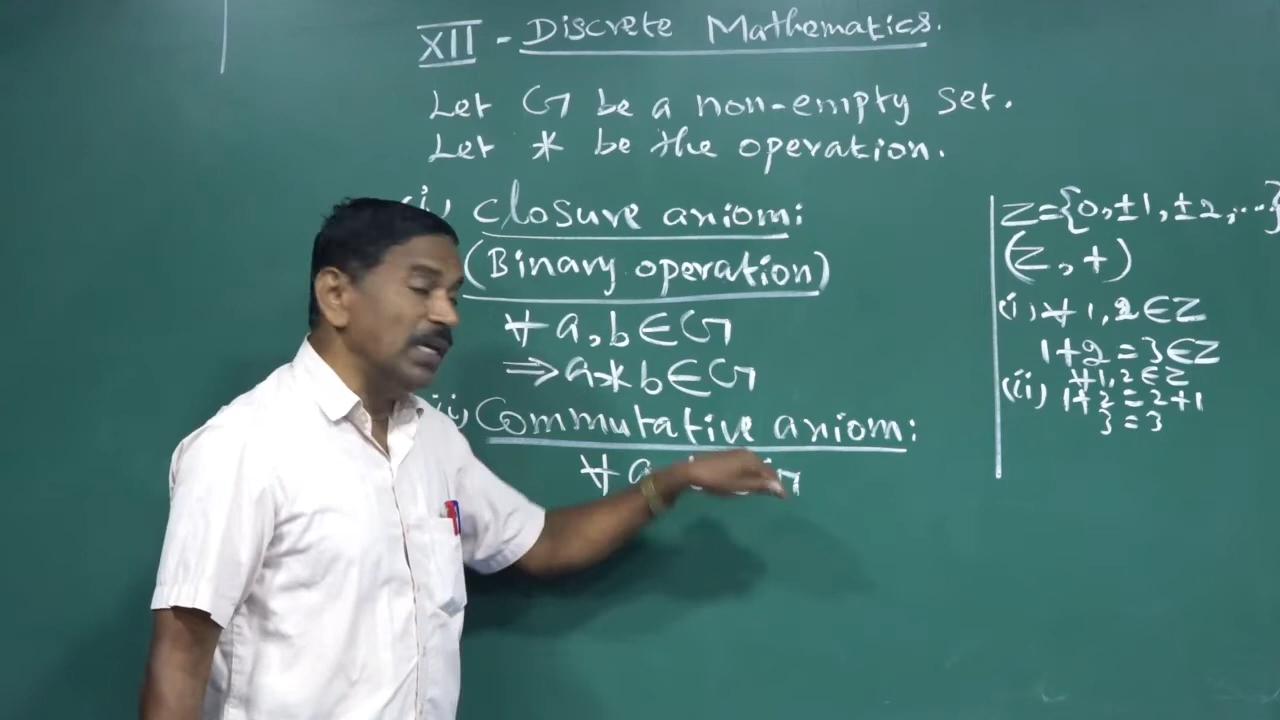 XII - Discrete Mathematics.
Let G be a non-empty set.
Let * be the operation.
(i) Closure axiom:
(Binary operation)
∀ a, b ∈ G
⇒ a * b ∈ G
(ii) Commutative axiom:
∀ a
Z = {0, ±1, ±2, ...}
(Z, +)
(i) ∀ 1, 2 ∈ Z
1 + 2 = 3 ∈ Z
(ii) ∀ 1, 2 ∈ Z
1 + 2 = 2 + 1
3 = 3